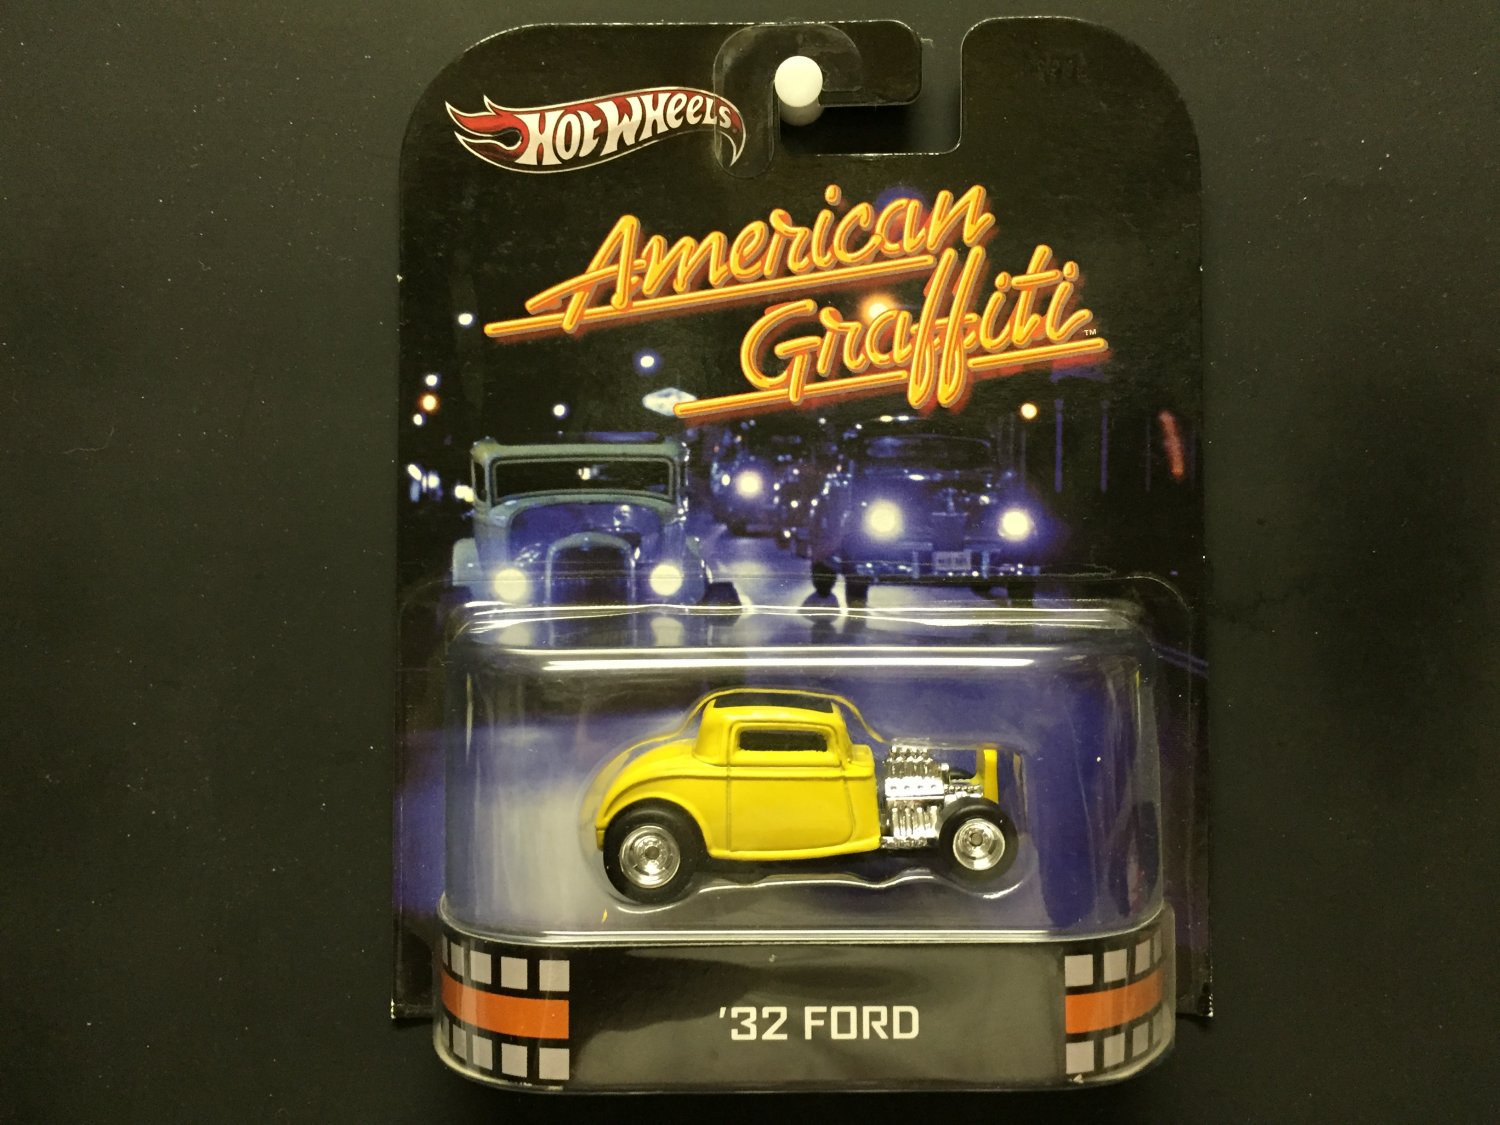 HOT WHEELS
American
Graffiti™
'32 FORD